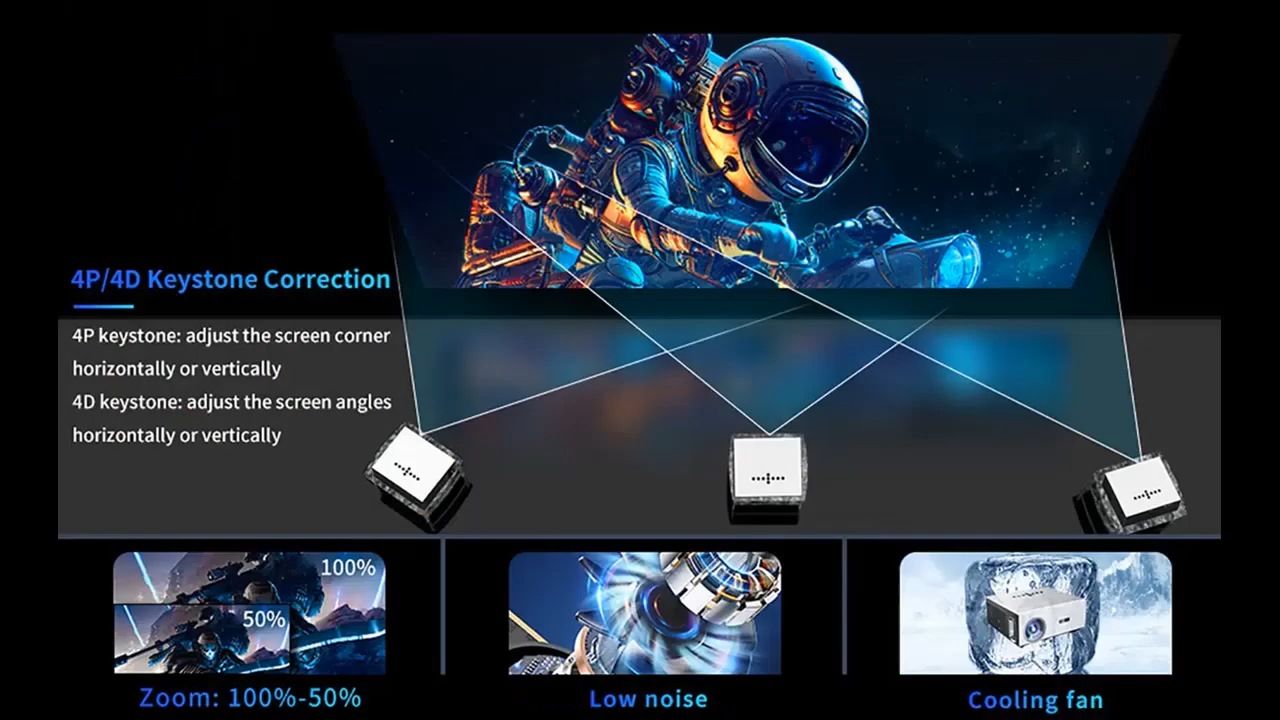 4P/4D Keystone Correction
4P keystone: adjust the screen corner
horizontally or vertically
4D keystone: adjust the screen angles
horizontally or vertically
100%
50%
Zoom: 100%-50%
Low noise
Cooling fan